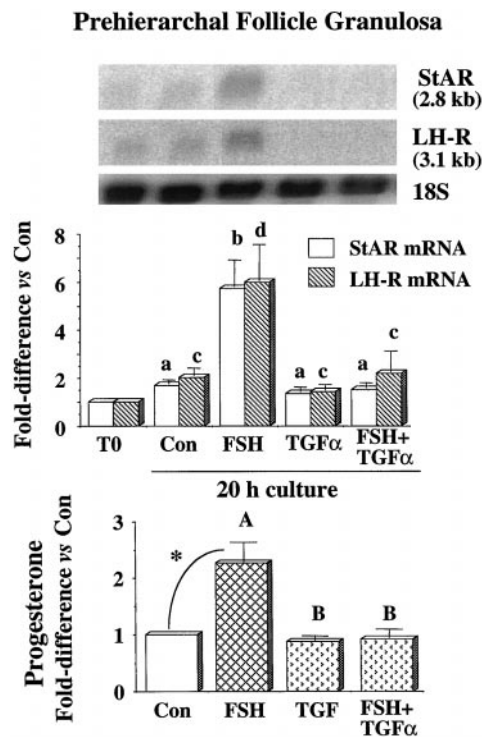 Prehierarchal Follicle Granulosa
StAR
(2.8 kb)
LH-R
(3.1 kb)
18S
Fold-difference vs Con
8
6
4
2
0
StAR mRNA
LH-R mRNA
a c
b d
a c
a c
T0 Con FSH TGFα FSH+
TGFα
20 h culture
Progesterone
Fold-difference vs Con
3
2
1
0
*
A
B
B
Con FSH TGF FSH+
TGFα